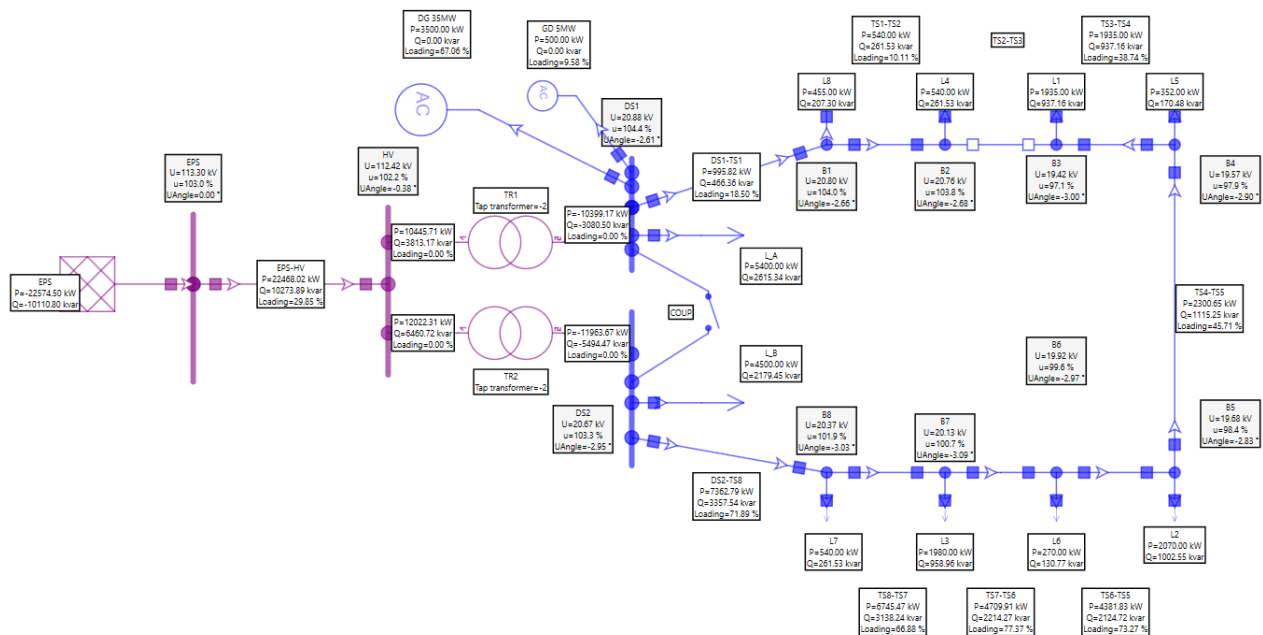 DG 35MW
P=3500.00 kW
Q=0.00 kvar
Loading=67.06 %
GD 5MW
P=500.00 kW
Q=0.00 kvar
Loading=9.58 %
TS1-TS2
P=540.00 kW
Q=261.53 kvar
Loading=10.11 %
TS2-TS3
TS3-TS4
P=1935.00 kW
Q=937.16 kvar
Loading=38.74 %
AC
AC
L8
P=455.00 kW
Q=207.30 kvar
L4
P=540.00 kW
Q=261.53 kvar
L1
P=1935.00 kW
Q=937.16 kvar
L5
P=352.00 kW
Q=170.48 kvar
DS1
U=20.88 kV
u=104.4 %
UAngle=-2.61 °
EPS
U=113.30 kV
u=103.0 %
UAngle=0.00 °
HV
U=112.42 kV
u=102.2 %
UAngle=-0.38 °
DS1-TS1
P=995.82 kW
Q=466.36 kvar
Loading=18.50 %
B1
U=20.80 kV
u=104.0 %
UAngle=-2.66 °
B2
U=20.76 kV
u=103.8 %
UAngle=-2.68 °
B3
U=19.42 kV
u=97.1 %
UAngle=-3.00 °
B4
U=19.57 kV
u=97.9 %
UAngle=-2.90 °
TR1
Tap transformer=-2
P=10445.71 kW
Q=3813.17 kvar
Loading=0.00 %
1
2
P=-10399.17 kW
Q=-3080.50 kvar
Loading=0.00 %
L_A
P=5400.00 kW
Q=2615.34 kvar
EPS
P=-22574.50 kW
Q=-10110.80 kvar
EPS-HV
P=22468.02 kW
Q=10273.89 kvar
Loading=29.85 %
TS4-TS5
P=2300.65 kW
Q=1115.25 kvar
Loading=45.71 %
COUP
P=12022.31 kW
Q=6460.72 kvar
Loading=0.00 %
1
2
P=-11963.67 kW
Q=-5494.47 kvar
Loading=0.00 %
TR2
Tap transformer=-2
L_B
P=4500.00 kW
Q=2179.45 kvar
B6
U=19.92 kV
u=99.6 %
UAngle=-2.97 °
DS2
U=20.67 kV
u=103.3 %
UAngle=-2.95 °
B8
U=20.37 kV
u=101.9 %
UAngle=-3.03 °
B7
U=20.13 kV
u=100.7 %
UAngle=-3.09 °
B5
U=19.68 kV
u=98.4 %
UAngle=-2.83 °
DS2-TS8
P=7362.79 kW
Q=3357.54 kvar
Loading=71.89 %
L7
P=540.00 kW
Q=261.53 kvar
L3
P=1980.00 kW
Q=958.96 kvar
L6
P=270.00 kW
Q=130.77 kvar
L2
P=2070.00 kW
Q=1002.55 kvar
TS8-TS7
P=6745.47 kW
Q=3138.24 kvar
Loading=66.88 %
TS7-TS6
P=4709.91 kW
Q=2214.27 kvar
Loading=77.37 %
TS6-TS5
P=4381.83 kW
Q=2124.72 kvar
Loading=73.27 %